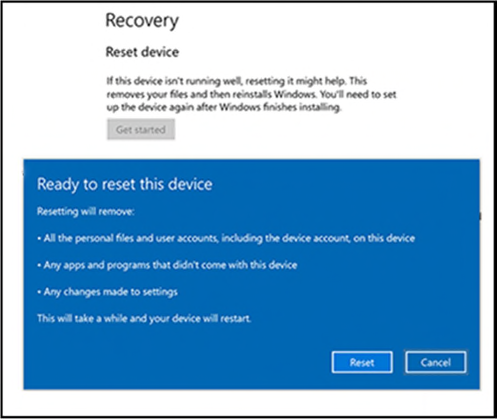 Recovery
Reset device
If this device isn't running well, resetting it might help. This
removes your files and then reinstalls Windows. You'll need to set
up the device again after Windows finishes installing.
Get started
Ready to reset this device
Resetting will remove:
• All the personal files and user accounts, including the device account, on this device
• Any apps and programs that didn't come with this device
• Any changes made to settings
This will take a while and your device will restart.
Reset
Cancel